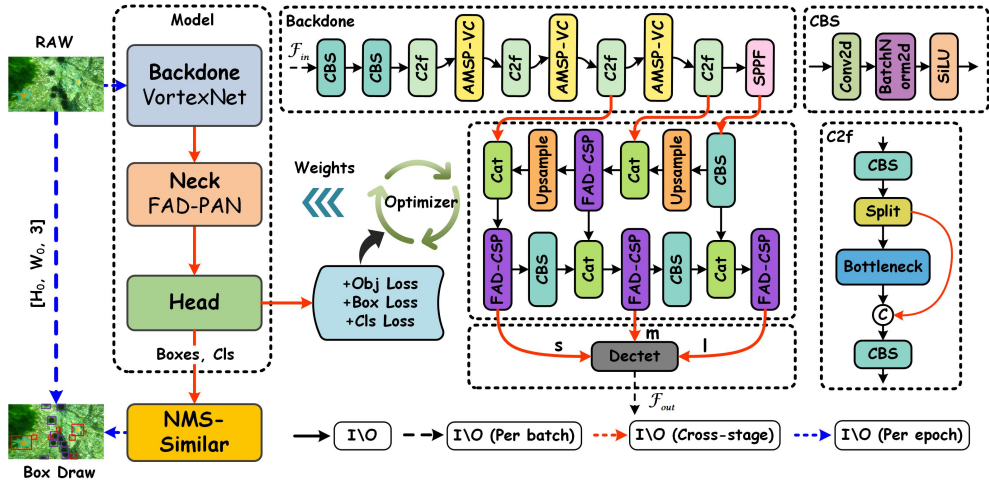 RAW
[H₀, W₀, 3]
Box Draw
Model
Backdone
VortexNet
Neck
FAD-PAN
Head
Boxes, Cls
NMS-
Similar
Weights
Optimizer
+Obj Loss
+Box Loss
+Cls Loss
Backdone
ℱin
CBS
CBS
C2f
AMSP-VC
C2f
AMSP-VC
C2f
AMSP-VC
C2f
SPPF
Cat
Upsample
FAD-CSP
Cat
Upsample
CBS
FAD-CSP
CBS
Cat
FAD-CSP
CBS
Cat
FAD-CSP
s
m
l
Dectet
ℱout
CBS
Conv2d
BatchN
orm2d
SiLU
C2f
CBS
Split
Bottleneck
C
CBS
I\O
I\O (Per batch)
I\O (Cross-stage)
I\O (Per epoch)